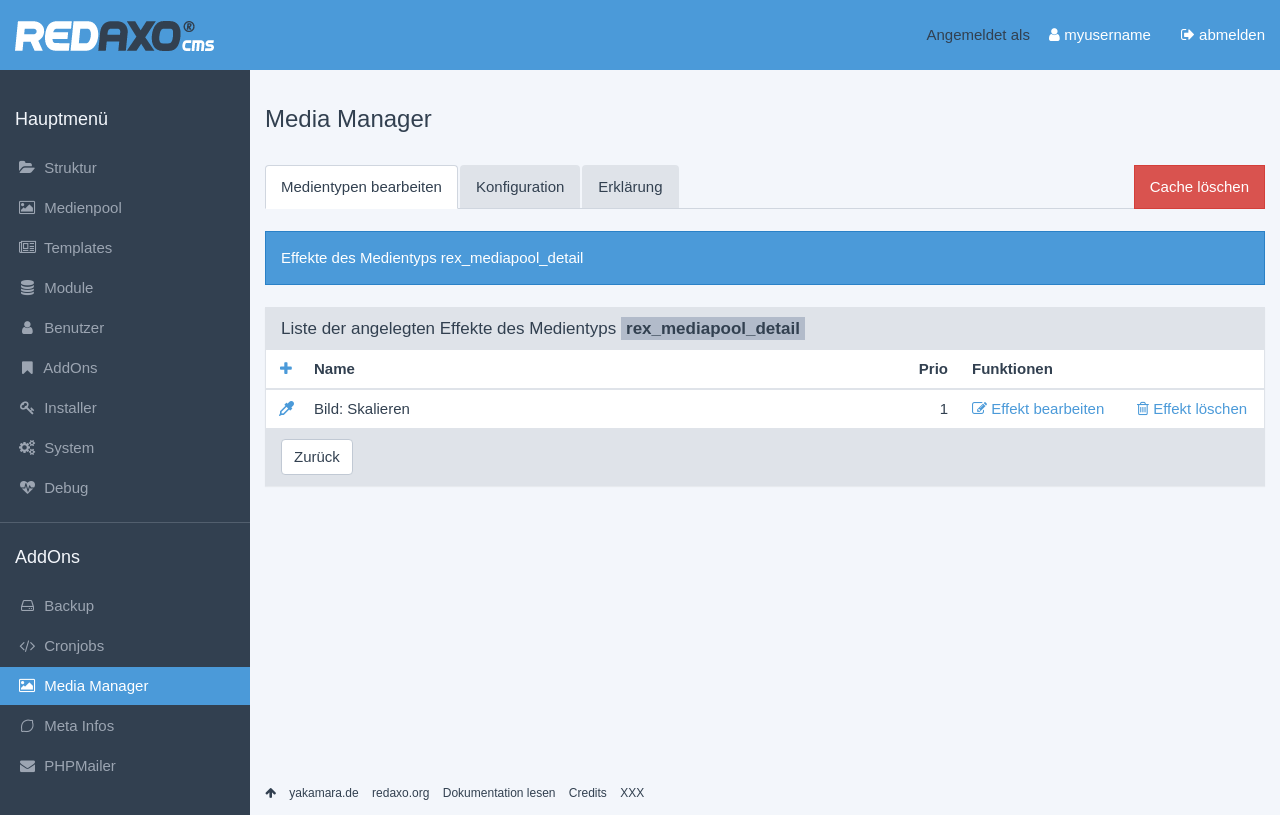 REDAXO® cms
Angemeldet als myusername abmelden
Hauptmenü
Struktur
Medienpool
Templates
Module
Benutzer
AddOns
Installer
System
Debug
AddOns
Backup
Cronjobs
Media Manager
Meta Infos
PHPMailer
Media Manager
Medientypen bearbeiten Konfiguration Erklärung Cache löschen
Effekte des Medientyps rex_mediapool_detail
Liste der angelegten Effekte des Medientyps rex_mediapool_detail
Name Prio Funktionen
Bild: Skalieren 1 Effekt bearbeiten Effekt löschen
Zurück
yakamara.de redaxo.org Dokumentation lesen Credits XXX